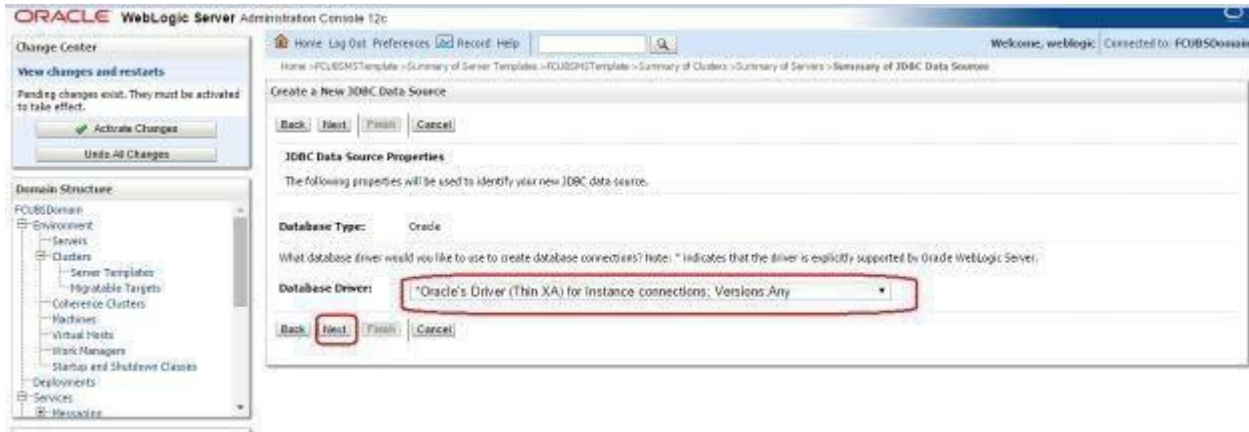 ORACLE WebLogic Server Administration Console 12c
Change Center
View changes and restarts
Pending changes exist. They must be activated
to take effect.
Activate Changes
Undo All Changes
Domain Structure
FCUBSDomain
Environment
Servers
Clusters
Server Templates
Migratable Targets
Coherence Clusters
Machines
Virtual Hosts
Work Managers
Startup and Shutdown Classes
Deployments
Services
Messaging
Home Log Out Preferences Record Help
Welcome, weblogic Connected to: FCUBSDomain
Home >FCUBSMSTemplate >Summary of Server Templates >FCUBSMSTemplate >Summary of Clusters >Summary of Servers >Summary of JDBC Data Sources
Create a New JDBC Data Source
Back Next Finish Cancel
JDBC Data Source Properties
The following properties will be used to identify your new JDBC data source.
Database Type: Oracle
What database driver would you like to use to create database connections? Note: * indicates that the driver is explicitly supported by Oracle WebLogic Server.
Database Driver: *Oracle's Driver (Thin XA) for Instance connections; Versions:Any
Back Next Finish Cancel